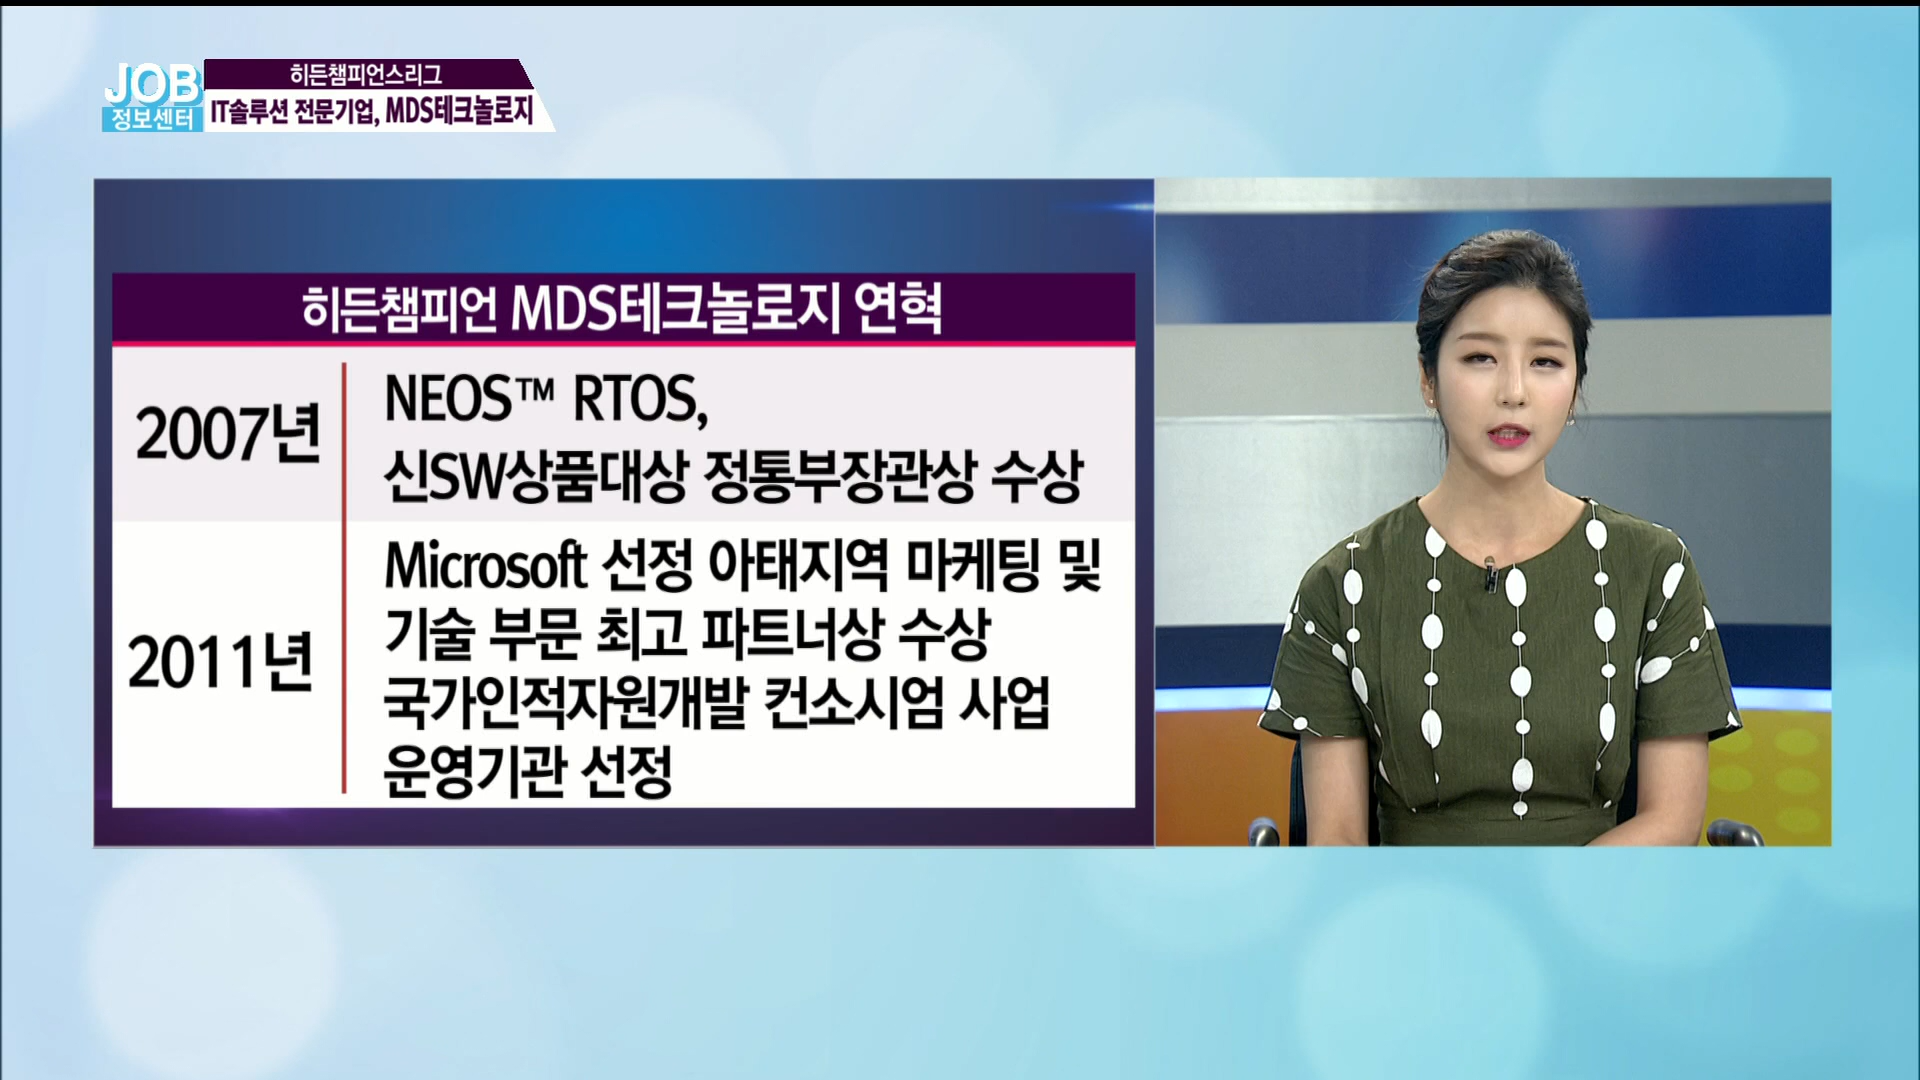 JOB
정보센터
히든챔피언스리그
IT솔루션 전문기업, MDS테크놀로지
히든챔피언 MDS테크놀로지 연혁
2007년
NEOS™ RTOS,
신SW상품대상 정통부장관상 수상
2011년
Microsoft 선정 아태지역 마케팅 및
기술 부문 최고 파트너상 수상
국가인적자원개발 컨소시엄 사업
운영기관 선정